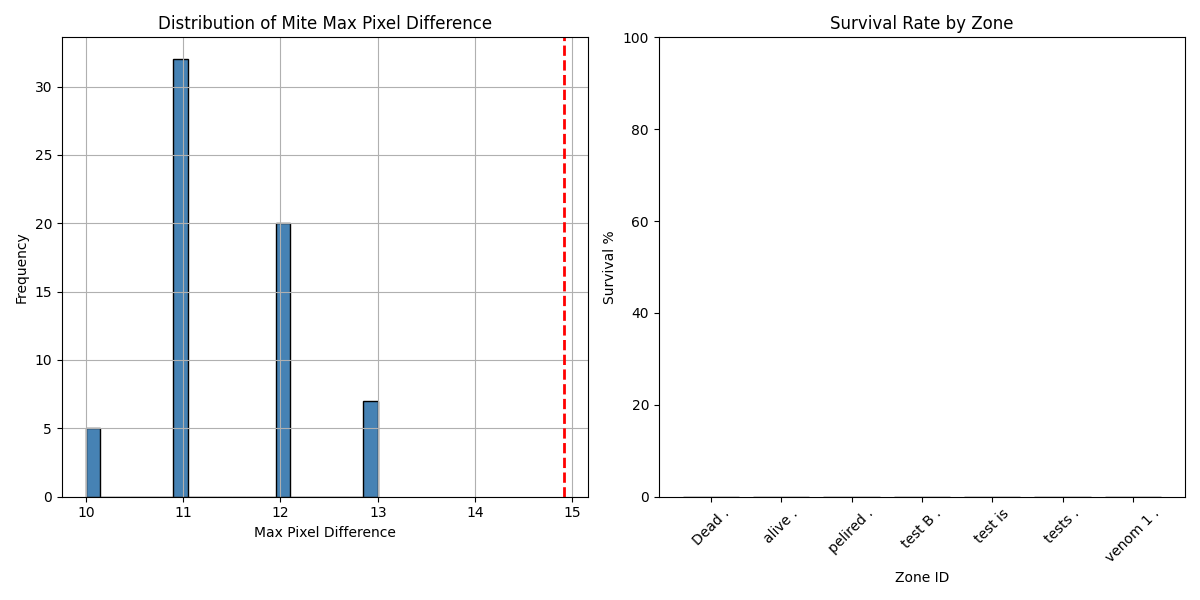 Distribution of Mite Max Pixel Difference
30
25
20
15
10
5
0
Frequency
10 11 12 13 14 15
Max Pixel Difference
Survival Rate by Zone
100
80
60
40
20
0
Survival %
Dead . alive . pelired . test B . test is tests . venom 1 .
Zone ID